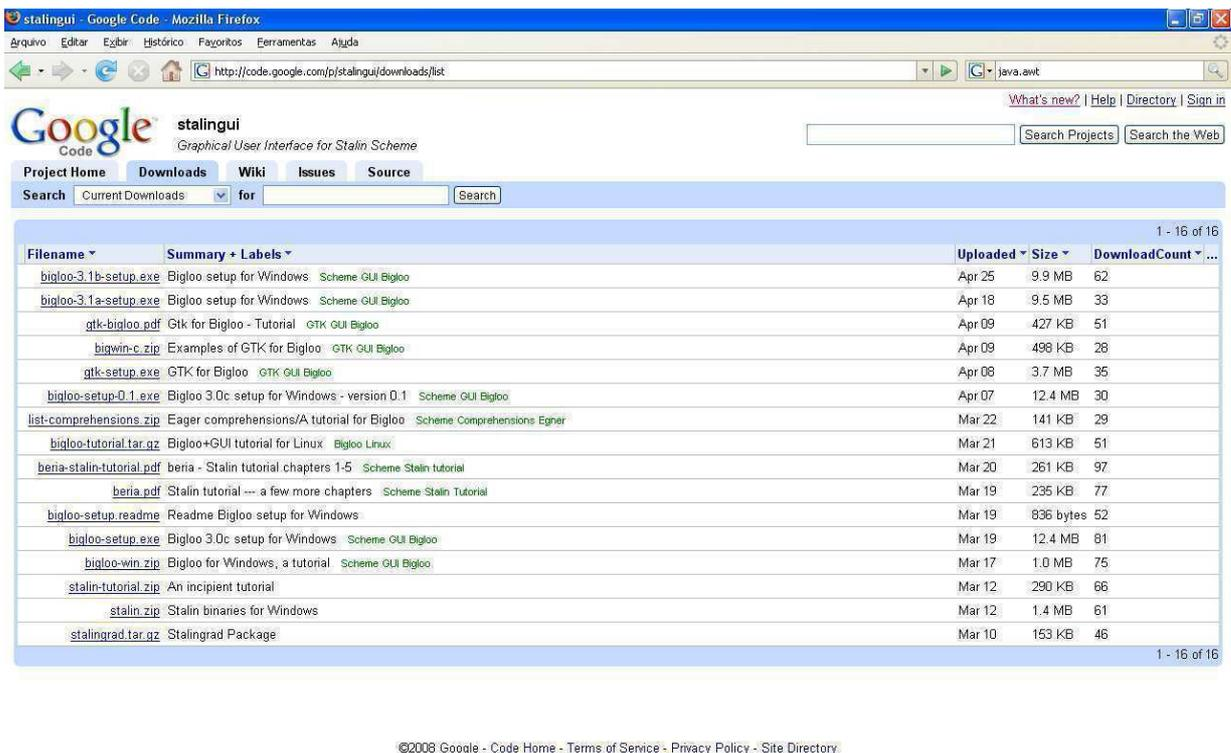 stalingui - Google Code - Mozilla Firefox
Arquivo Editar Exibir Histórico Favoritos Ferramentas Ajuda
http://code.google.com/p/stalingui/downloads/list java.awt
What's new? | Help | Directory | Sign in
Google Code
stalingui
Graphical User Interface for Stalin Scheme
Search Projects Search the Web
Project Home Downloads Wiki Issues Source
Search Current Downloads for Search
1 - 16 of 16
Filename Summary + Labels Uploaded Size DownloadCount ...
bigloo-3.1b-setup.exe Bigloo setup for Windows Scheme GUI Bigloo Apr 25 9.9 MB 62
bigloo-3.1a-setup.exe Bigloo setup for Windows Scheme GUI Bigloo Apr 18 9.5 MB 33
gtk-bigloo.pdf Gtk for Bigloo - Tutorial GTK GUI Bigloo Apr 09 427 KB 51
bigwin-c.zip Examples of GTK for Bigloo GTK GUI Bigloo Apr 09 498 KB 28
gtk-setup.exe GTK for Bigloo GTK GUI Bigloo Apr 08 3.7 MB 35
bigloo-setup-0.1.exe Bigloo 3.0c setup for Windows - version 0.1 Scheme GUI Bigloo Apr 07 12.4 MB 30
list-comprehensions.zip Eager comprehensions/A tutorial for Bigloo Scheme Comprehensions Egner Mar 22 141 KB 29
bigloo-tutorial.tar.gz Bigloo+GUI tutorial for Linux Bigloo Linux Mar 21 613 KB 51
beria-stalin-tutorial.pdf beria - Stalin tutorial chapters 1-5 Scheme Stalin tutorial Mar 20 261 KB 97
beria.pdf Stalin tutorial --- a few more chapters Scheme Stalin Tutorial Mar 19 235 KB 77
bigloo-setup.readme Readme Bigloo setup for Windows Mar 19 836 bytes 52
bigloo-setup.exe Bigloo 3.0c setup for Windows Scheme GUI Bigloo Mar 19 12.4 MB 81
bigloo-win.zip Bigloo for Windows, a tutorial Scheme GUI Bigloo Mar 17 1.0 MB 75
stalin-tutorial.zip An incipient tutorial Mar 12 290 KB 66
stalin.zip Stalin binaries for Windows Mar 12 1.4 MB 61
stalingrad.tar.gz Stalingrad Package Mar 10 153 KB 46
1 - 16 of 16
©2008 Google - Code Home - Terms of Service - Privacy Policy - Site Directory